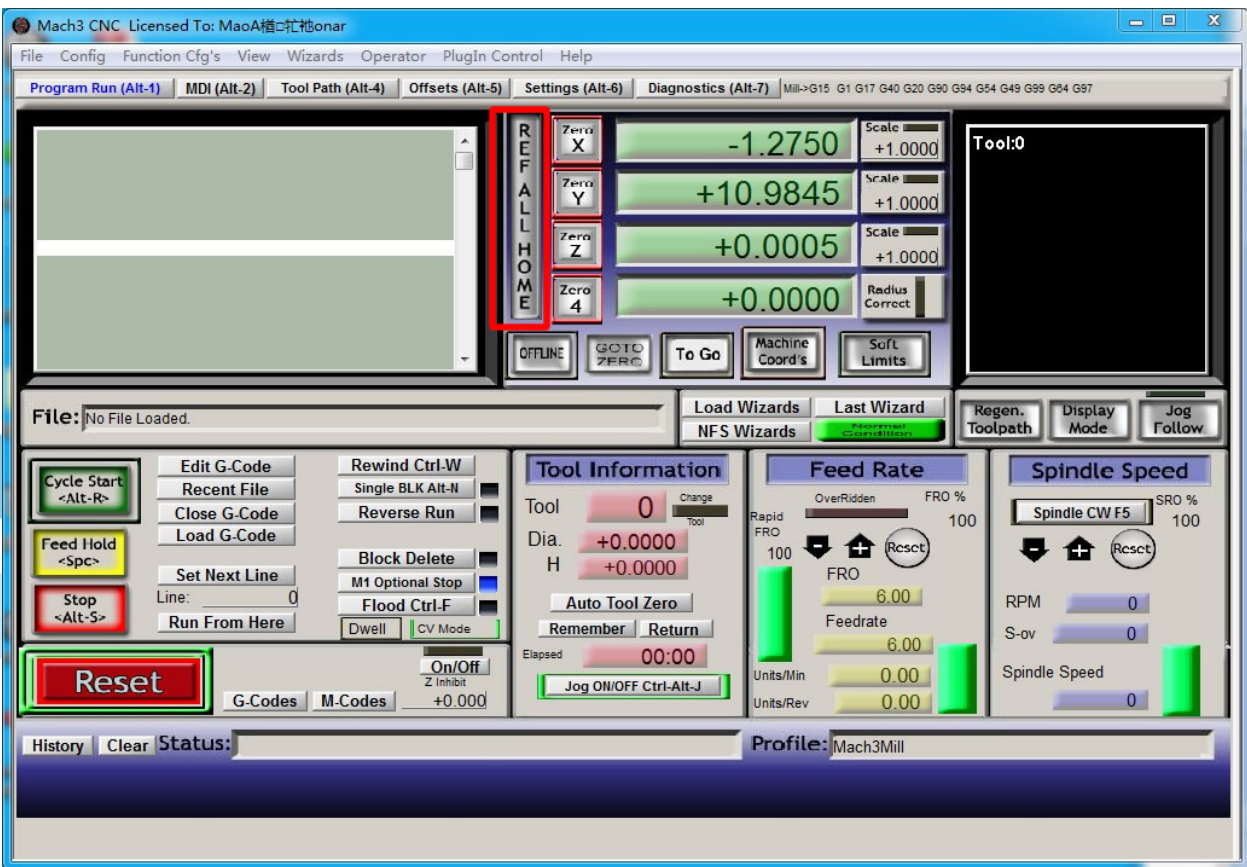 Mach3 CNC Licensed To: MaoA樯□牤衪onar
File Config Function Cfg's View Wizards Operator PlugIn Control Help
Program Run (Alt-1) MDI (Alt-2) Tool Path (Alt-4) Offsets (Alt-5) Settings (Alt-6) Diagnostics (Alt-7) Mill->G15 G1 G17 G40 G20 G90 G94 G54 G49 G99 G64 G97
REF ALL HOME
Zero X -1.2750 Scale +1.0000
Zero Y +10.9845 Scale +1.0000
Zero Z +0.0005 Scale +1.0000
Zero 4 +0.0000 Radius Correct
Tool:0
OFFLINE GOTO ZERO To Go Machine Coord's Soft Limits
File: No File Loaded.
Load Wizards Last Wizard
NFS Wizards Normal Condition
Regen. Toolpath Display Mode Jog Follow
Cycle Start <Alt-R>
Feed Hold <Spc>
Stop <Alt-S>
Edit G-Code
Recent File
Close G-Code
Load G-Code
Set Next Line
Line: 0
Run From Here
Rewind Ctrl-W
Single BLK Alt-N
Reverse Run
Block Delete
M1 Optional Stop
Flood Ctrl-F
Dwell CV Mode
Reset
G-Codes M-Codes
On/Off
Z Inhibit
+0.000
Tool Information
Tool 0 Change Tool
Dia. +0.0000
H +0.0000
Auto Tool Zero
Remember Return
Elapsed 00:00
Jog ON/OFF Ctrl-Alt-J
Feed Rate
OverRidden FRO %
100
Rapid FRO
100
Reset
FRO
6.00
Feedrate
6.00
Units/Min 0.00
Units/Rev 0.00
Spindle Speed
Spindle CW F5 SRO %
100
Reset
RPM 0
S-ov 0
Spindle Speed
0
History Clear Status:
Profile: Mach3Mill